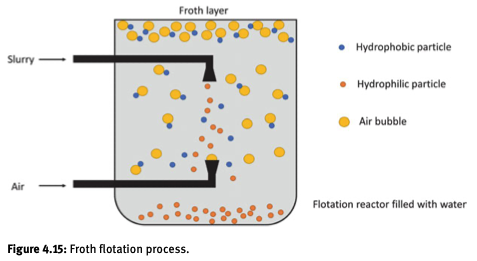 Froth layer
Slurry
Hydrophobic particle
Hydrophilic particle
Air bubble
Air
Flotation reactor filled with water
Figure 4.15: Froth flotation process.